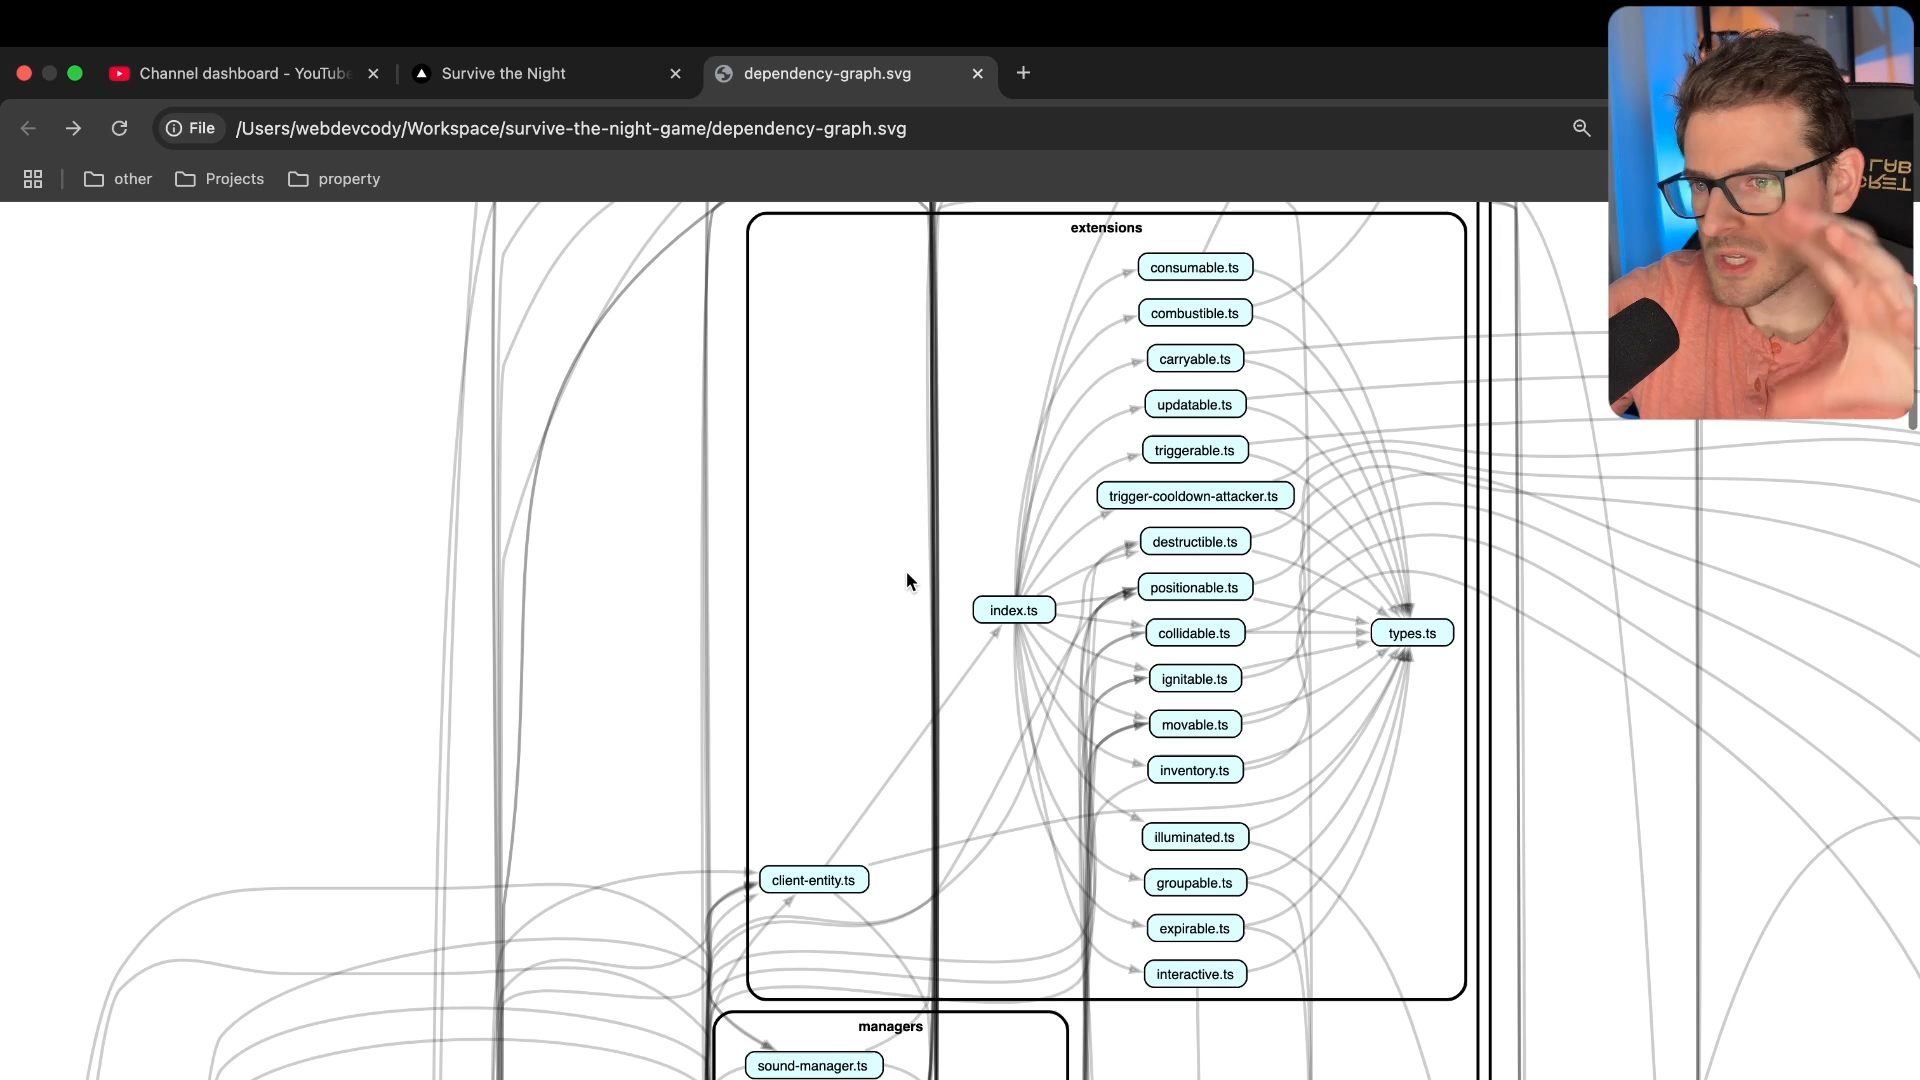 Channel dashboard - YouTube
Survive the Night
dependency-graph.svg
File
/Users/webdevcody/Workspace/survive-the-night-game/dependency-graph.svg
other
Projects
property
extensions
consumable.ts
combustible.ts
carryable.ts
updatable.ts
triggerable.ts
trigger-cooldown-attacker.ts
destructible.ts
positionable.ts
index.ts
collidable.ts
types.ts
ignitable.ts
movable.ts
inventory.ts
illuminated.ts
client-entity.ts
groupable.ts
expirable.ts
interactive.ts
managers
sound-manager.ts